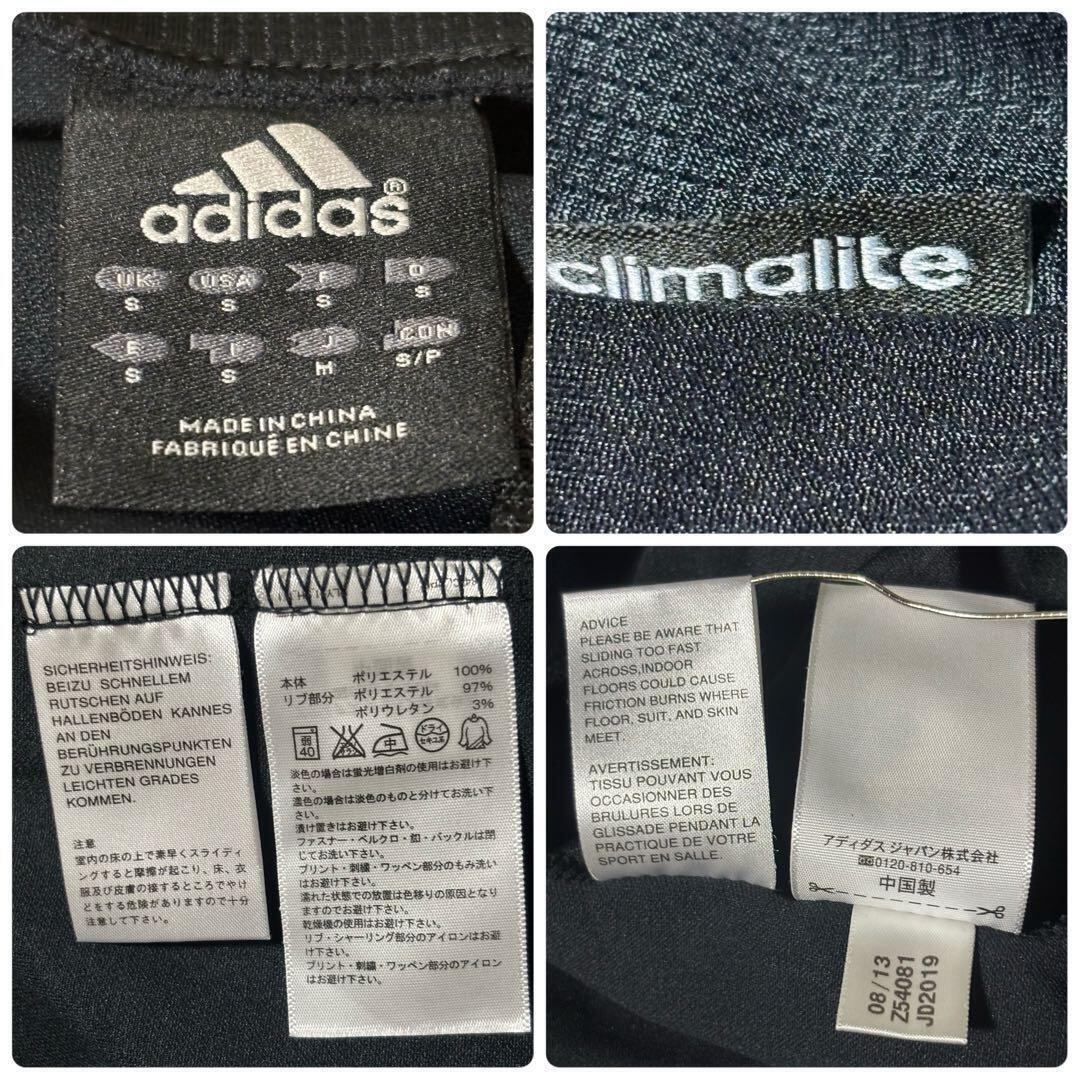 adidas®
UK USA F D
S S S S
E I J CDN
S S M S/P
MADE IN CHINA
FABRIQUÉ EN CHINE
climalite
SICHERHEITSHINWEIS:
BEIZU SCHNELLEM
RUTSCHEN AUF
HALLENBÖDEN KANNES
AN DEN
BERÜHRUNGSPUNKTEN
ZU VERBRENNUNGEN
LEICHTEN GRADES
KOMMEN.
注意
室内の床の上で素早くスライディ
ングすると摩擦が起こり、床、衣
服及び皮膚の接するところでやけ
どをする危険がありますので十分
注意して下さい。
本体 ポリエステル 100%
リブ部分 ポリエステル 97%
ポリウレタン 3%
弱 40 中 ドライ セキユ系
淡色の場合は蛍光増白剤の使用はお避け下
さい。
濃色の場合は淡色のものと分けてお洗い下
さい。
漬け置きはお避け下さい。
ファスナー・ベルクロ・釦・バックルは閉
じてお洗い下さい。
プリント・刺繍・ワッペン部分のもみ洗い
はお避け下さい。
濡れた状態での放置は色移りの原因となり
ますのでお避け下さい。
乾燥機の使用はお避け下さい。
リブ・シャーリング部分のアイロンはお避
け下さい。
プリント・刺繍・ワッペン部分のアイロン
はお避け下さい。
ADVICE
PLEASE BE AWARE THAT
SLIDING TOO FAST
ACROSS,INDOOR
FLOORS COULD CAUSE
FRICTION BURNS WHERE
FLOOR, SUIT, AND SKIN
MEET.
AVERTISSEMENT:
TISSU POUVANT VOUS
OCCASIONNER DES
BRULURES LORS DE
GLISSADE PENDANT LA
PRACTIQUE DE VOTRE
SPORT EN SALLE.
アディダス ジャパン株式会社
0120-810-654
中国製
08/13
Z54081
JD2019